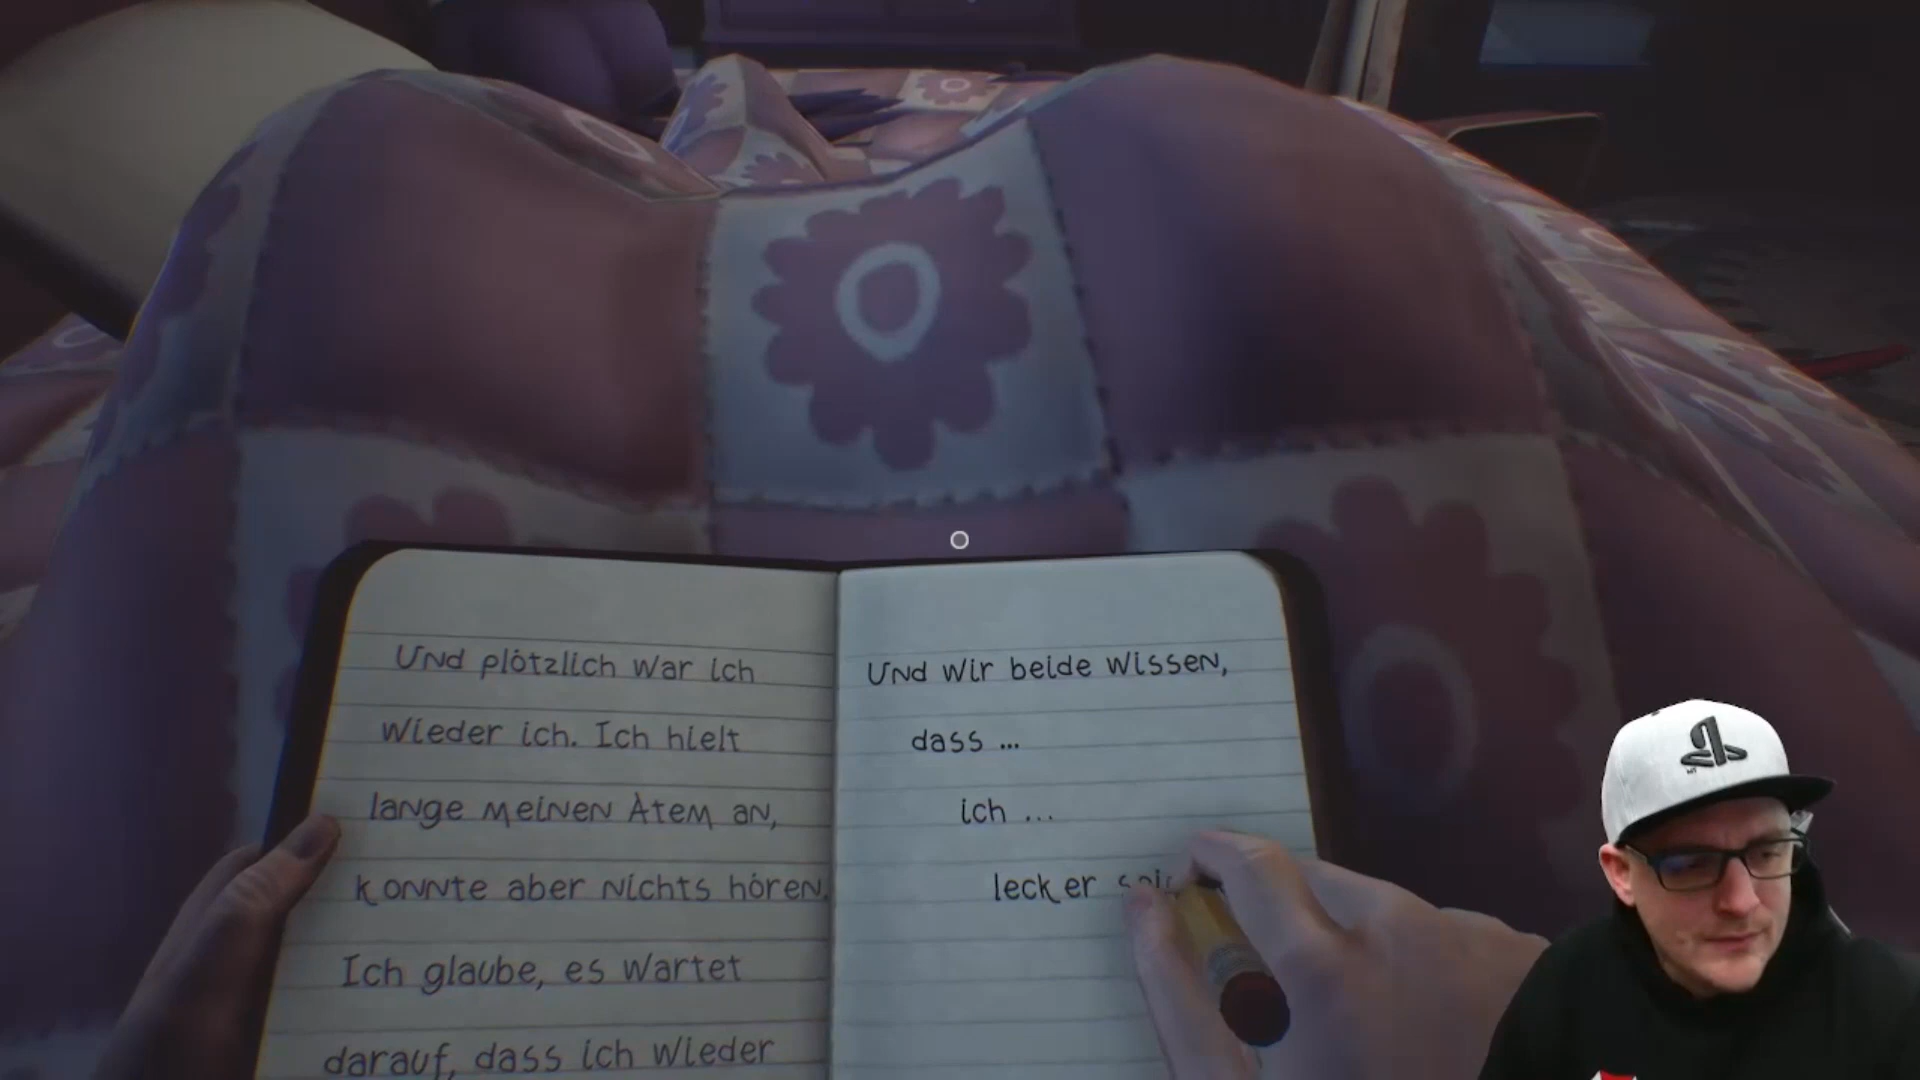 Und plötzlich war ich
wieder ich. Ich hielt
lange meinen Atem an,
konnte aber nichts hören.
Ich glaube, es wartet
darauf, dass ich wieder
Und wir beide wissen,
dass ...
ich ...
lecker